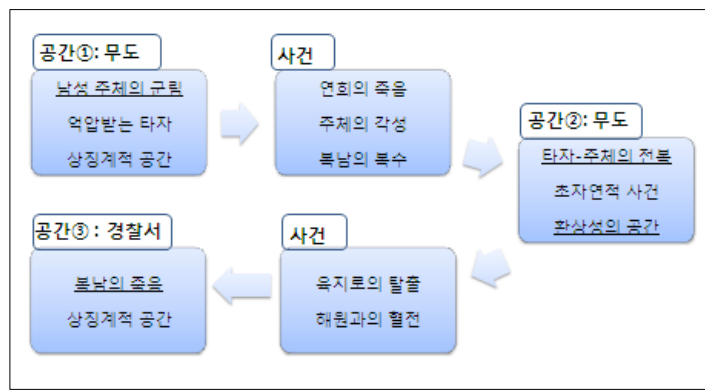 공간①: 무도
남성 주체의 군림
억압받는 타자
상징계적 공간
사건
연희의 죽음
주체의 각성
복남의 복수
공간②: 무도
타자-주체의 전복
초자연적 사건
환상성의 공간
사건
육지로의 탈출
해원과의 혈전
공간③ : 경찰서
복남의 죽음
상징계적 공간